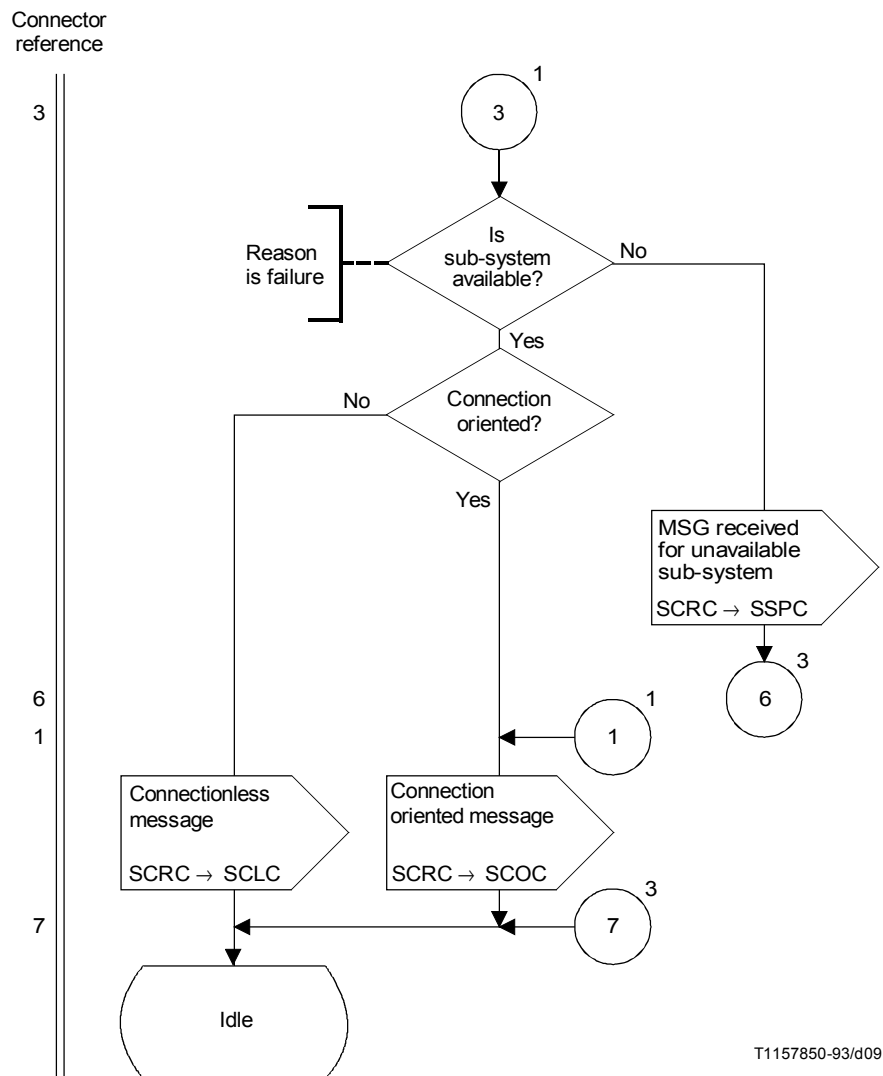 Connector
reference
3
1
3
Is
sub-system
available?
Reason
is failure
No
Yes
Connection
oriented?
No
Yes
MSG received
for unavailable
sub-system
SCRC → SSPC
3
6
6
1
1
1
Connectionless
message
SCRC → SCLC
Connection
oriented message
SCRC → SCOC
3
7
7
Idle
T1157850-93/d09